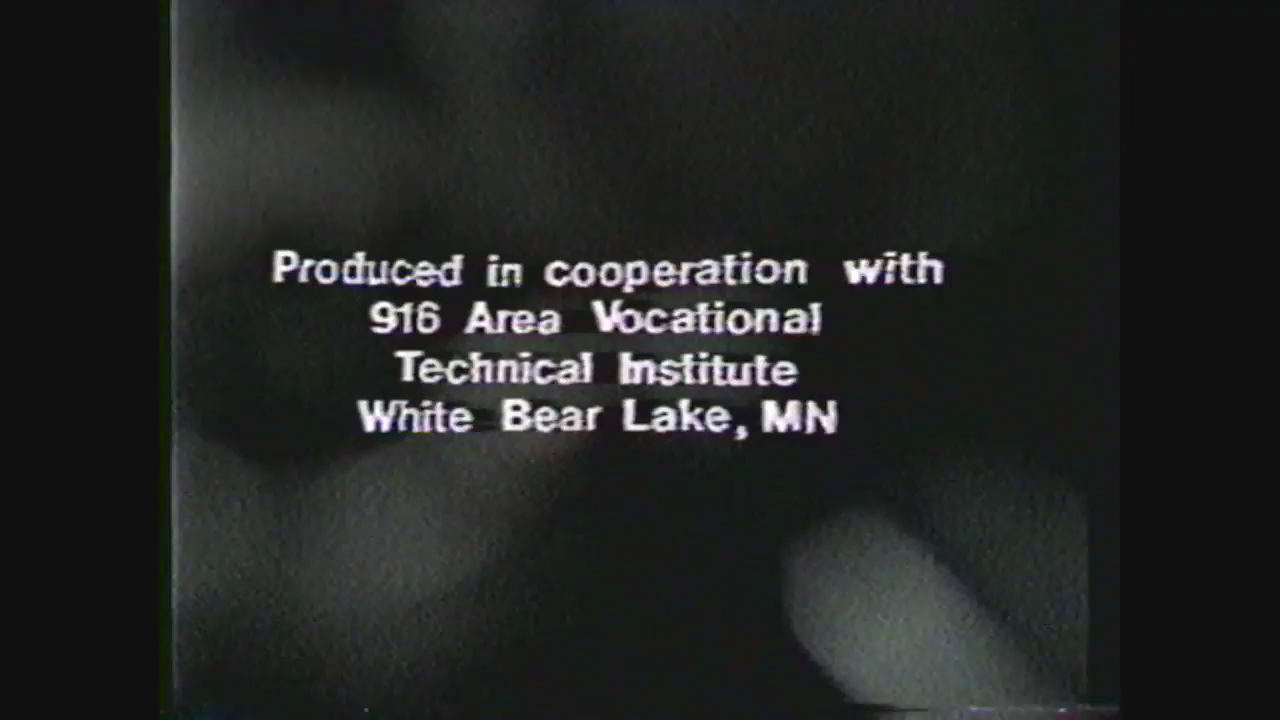 Produced in cooperation with
916 Area Vocational
Technical Institute
White Bear Lake, MN